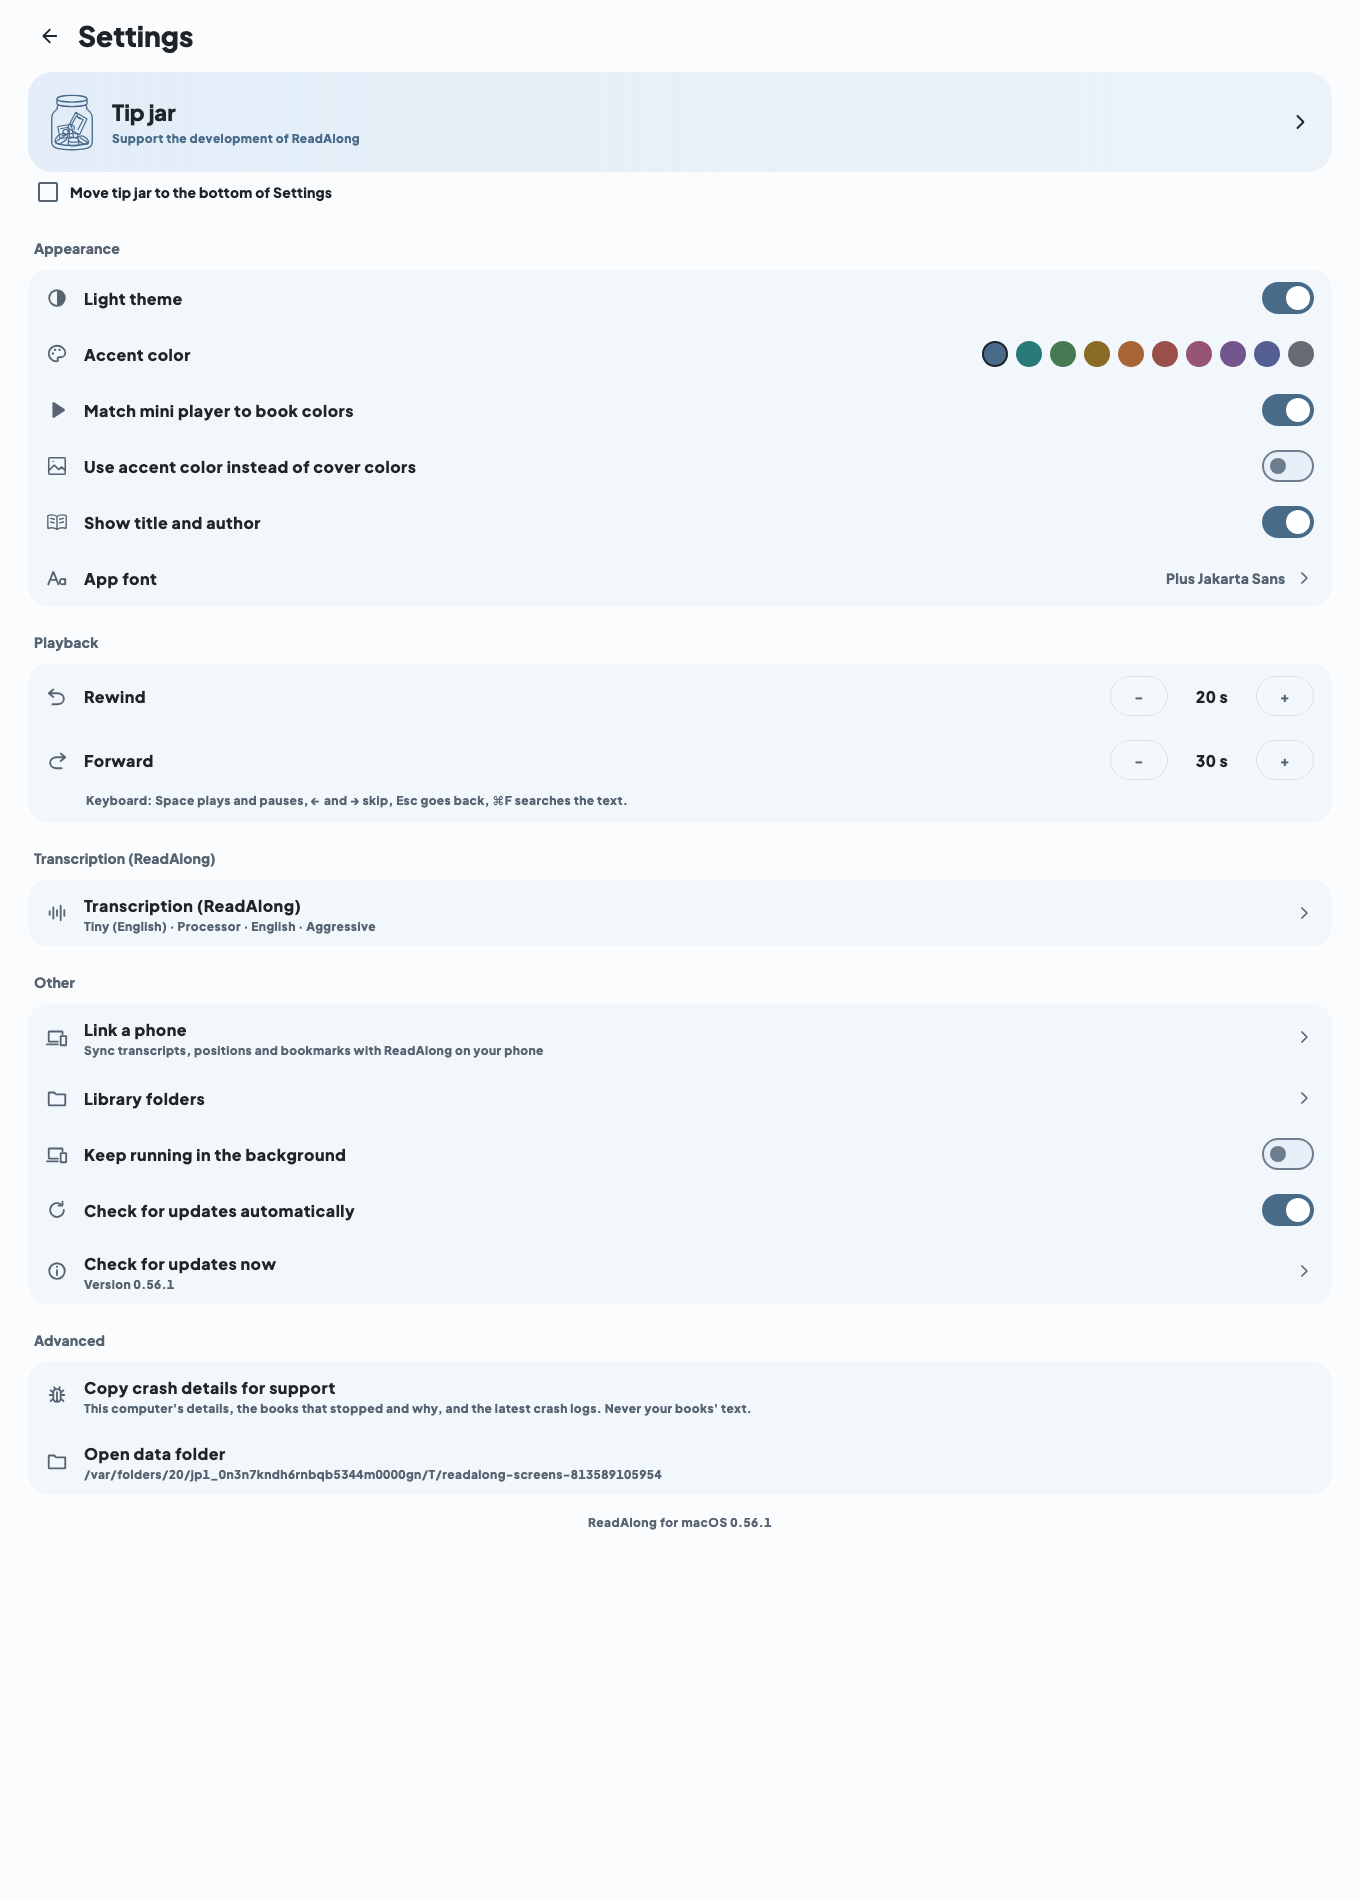 Settings
Tip jar
Support the development of ReadAlong
Move tip jar to the bottom of Settings
Appearance
Light theme
Accent color
Match mini player to book colors
Use accent color instead of cover colors
Show title and author
App font
Plus Jakarta Sans
Playback
Rewind
- 20 s +
Forward
- 30 s +
Keyboard: Space plays and pauses, ← and → skip, Esc goes back, ⌘F searches the text.
Transcription (ReadAlong)
Transcription (ReadAlong)
Tiny (English) · Processor · English · Aggressive
Other
Link a phone
Sync transcripts, positions and bookmarks with ReadAlong on your phone
Library folders
Keep running in the background
Check for updates automatically
Check for updates now
Version 0.56.1
Advanced
Copy crash details for support
This computer's details, the books that stopped and why, and the latest crash logs. Never your books' text.
Open data folder
/var/folders/20/jp1_0n3n7kndh6rnbqb5344m0000gn/T/readalong-screens-813589105954
ReadAlong for macOS 0.56.1